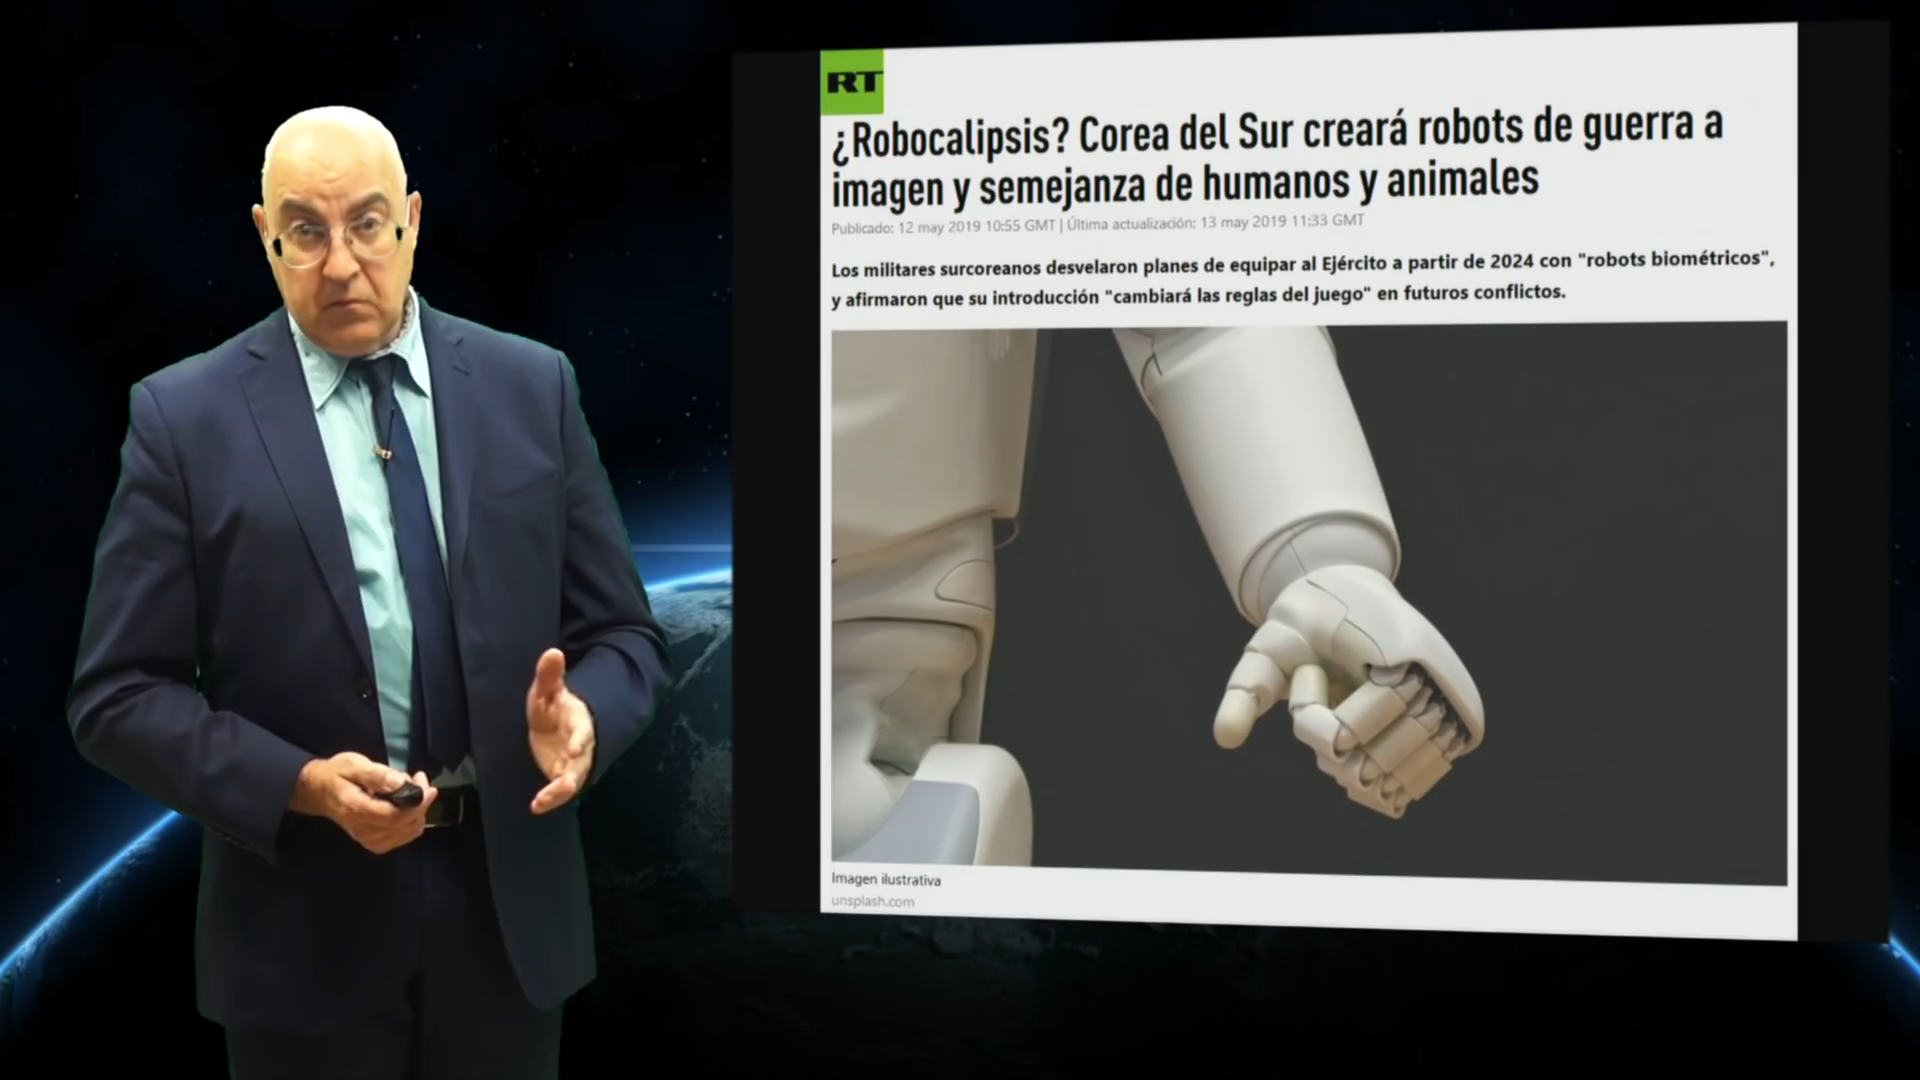 RT
¿Robocalipsis? Corea del Sur creará robots de guerra a
imagen y semejanza de humanos y animales
Publicado: 12 may 2019 10:55 GMT | Última actualización: 13 may 2019 11:33 GMT
Los militares surcoreanos desvelaron planes de equipar al Ejército a partir de 2024 con "robots biométricos",
y afirmaron que su introducción "cambiará las reglas del juego" en futuros conflictos.
Imagen ilustrativa
unsplash.com